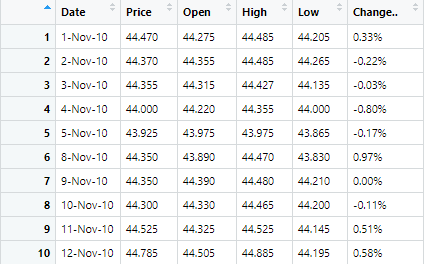 Date Price Open High Low Change..
1 1-Nov-10 44.470 44.275 44.485 44.205 0.33%
2 2-Nov-10 44.370 44.355 44.485 44.265 -0.22%
3 3-Nov-10 44.355 44.315 44.427 44.135 -0.03%
4 4-Nov-10 44.000 44.220 44.355 44.000 -0.80%
5 5-Nov-10 43.925 43.975 43.975 43.865 -0.17%
6 8-Nov-10 44.350 43.890 44.470 43.830 0.97%
7 9-Nov-10 44.350 44.390 44.480 44.210 0.00%
8 10-Nov-10 44.300 44.330 44.465 44.200 -0.11%
9 11-Nov-10 44.525 44.325 44.525 44.145 0.51%
10 12-Nov-10 44.785 44.505 44.885 44.195 0.58%